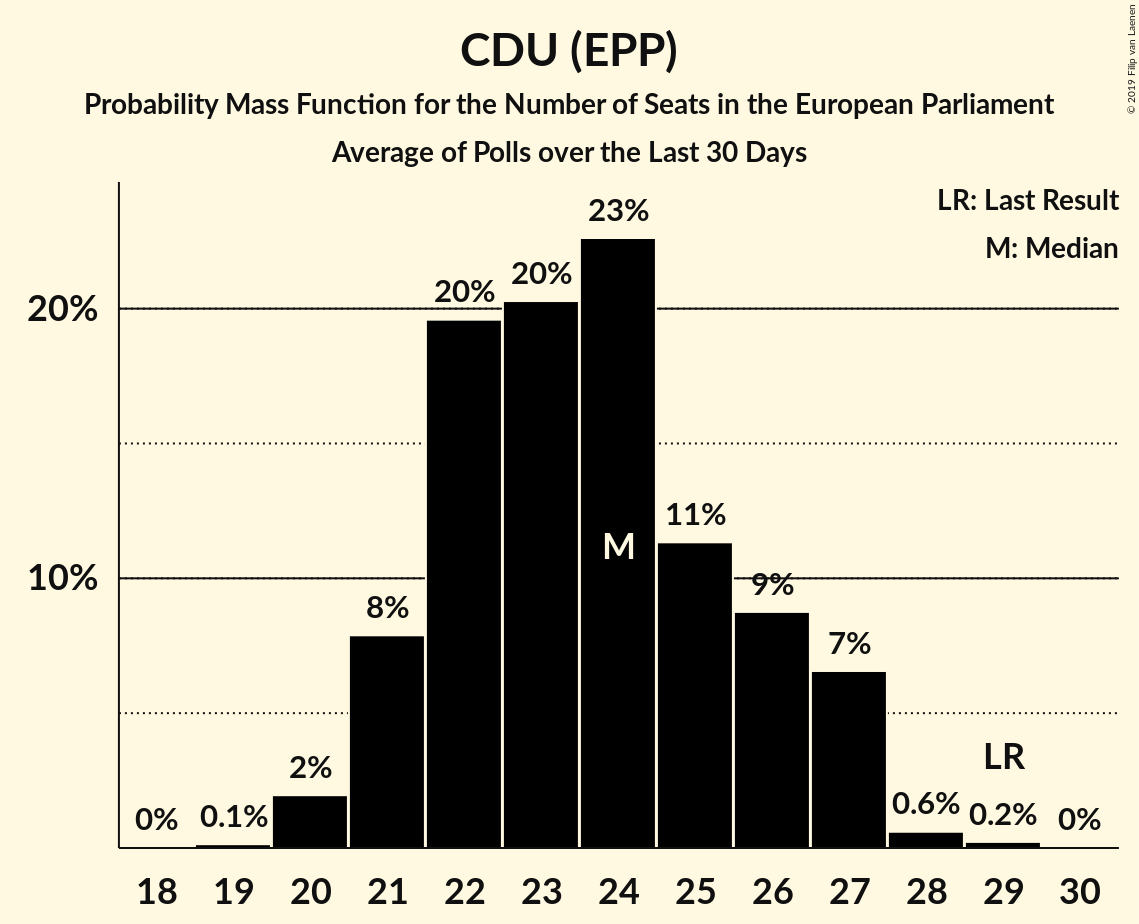 CDU (EPP)
Probability Mass Function for the Number of Seats in the European Parliament
Average of Polls over the Last 30 Days
© 2019 Filip van Laenen
LR: Last Result
M: Median
20%
10%
0%
0.1%
2%
8%
20%
20%
23%
M
11%
9%
7%
0.6%
LR
0.2%
0%
18 19 20 21 22 23 24 25 26 27 28 29 30